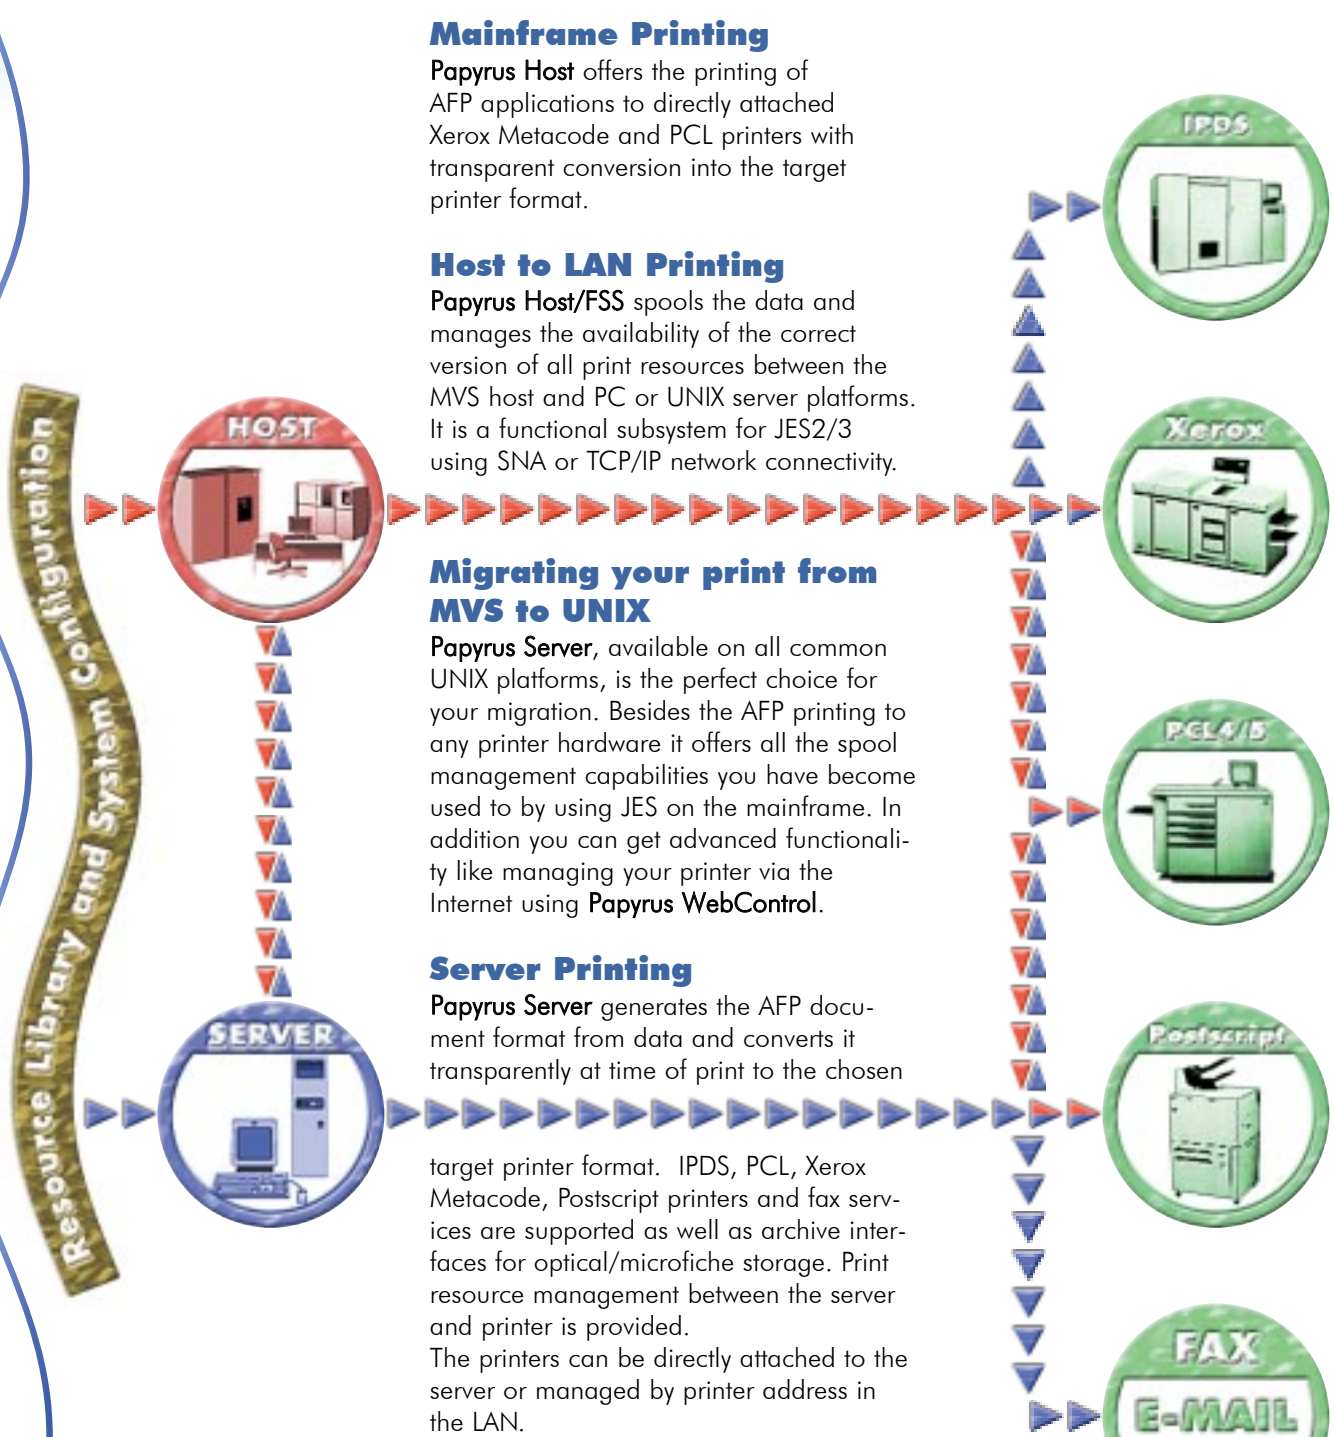 Mainframe Printing
Papyrus Host offers the printing of
AFP applications to directly attached
Xerox Metacode and PCL printers with
transparent conversion into the target
printer format.
Host to LAN Printing
Papyrus Host/FSS spools the data and
manages the availability of the correct
version of all print resources between the
MVS host and PC or UNIX server platforms.
It is a functional subsystem for JES2/3
using SNA or TCP/IP network connectivity.
Migrating your print from
MVS to UNIX
Papyrus Server, available on all common
UNIX platforms, is the perfect choice for
your migration. Besides the AFP printing to
any printer hardware it offers all the spool
management capabilities you have become
used to by using JES on the mainframe. In
addition you can get advanced functionali-
ty like managing your printer via the
Internet using Papyrus WebControl.
Server Printing
Papyrus Server generates the AFP docu-
ment format from data and converts it
transparently at time of print to the chosen
target printer format.  IPDS, PCL, Xerox
Metacode, Postscript printers and fax serv-
ices are supported as well as archive inter-
faces for optical/microfiche storage. Print
resource management between the server
and printer is provided.
The printers can be directly attached to the
server or managed by printer address in
the LAN.
Resource Library and System Configuration
HOST
SERVER
IPDS
Xerox
PCL4/5
Postscript
FAX
E-MAIL